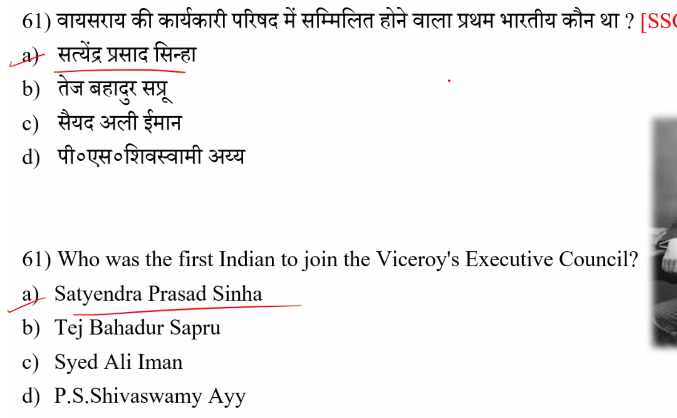 61) वायसराय की कार्यकारी परिषद में सम्मिलित होने वाला प्रथम भारतीय कौन था ? [SSC
a) सत्येंद्र प्रसाद सिन्हा
b) तेज बहादुर सप्रू
c) सैयद अली ईमान
d) पी०एस०शिवस्वामी अय्य
61) Who was the first Indian to join the Viceroy's Executive Council?
a) Satyendra Prasad Sinha
b) Tej Bahadur Sapru
c) Syed Ali Iman
d) P.S.Shivaswamy Ayy